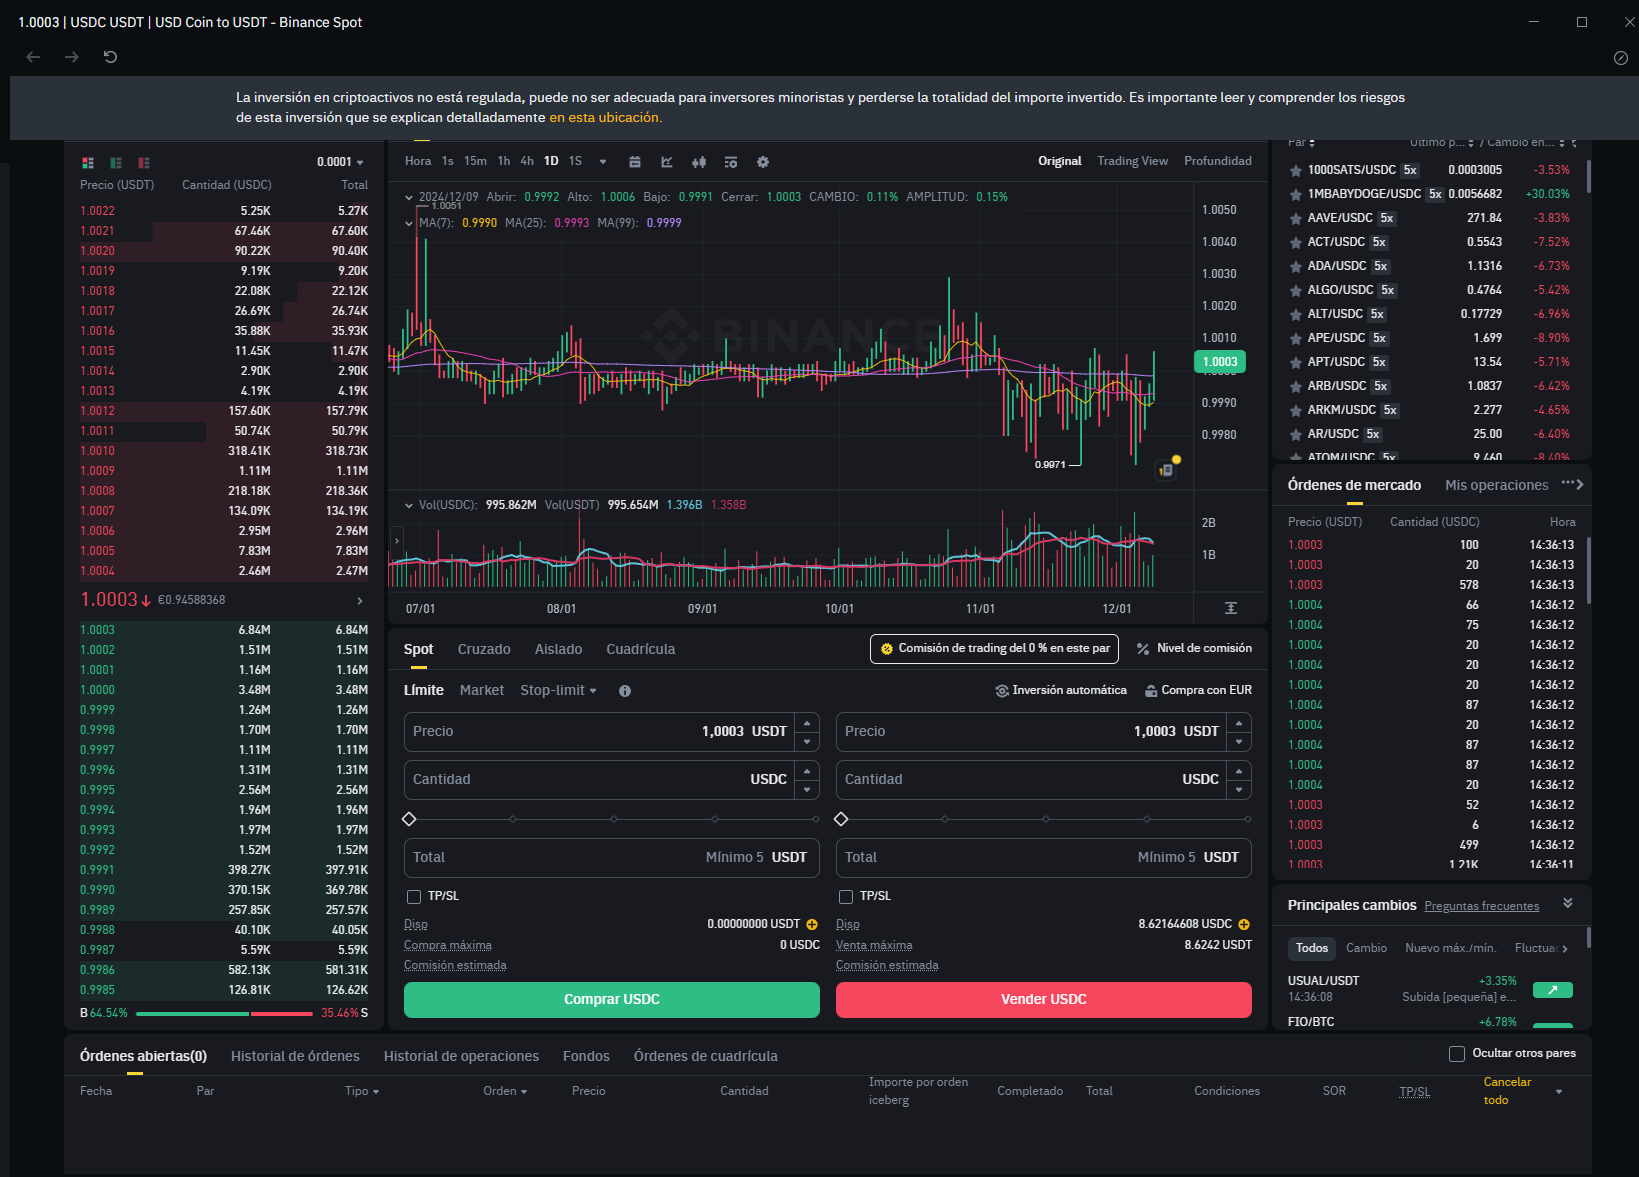 1.0003 | USDC USDT | USD Coin to USDT - Binance Spot
La inversión en criptoactivos no está regulada, puede no ser adecuada para inversores minoristas y perderse la totalidad del importe invertido. Es importante leer y comprender los riesgos
de esta inversión que se explican detalladamente en esta ubicación.
0.0001
Precio (USDT) Cantidad (USDC) Total
1.0022 5.25K 5.27K
1.0021 67.46K 67.60K
1.0020 90.22K 90.40K
1.0019 9.19K 9.20K
1.0018 22.08K 22.12K
1.0017 26.69K 26.74K
1.0016 35.88K 35.93K
1.0015 11.45K 11.47K
1.0014 2.90K 2.90K
1.0013 4.19K 4.19K
1.0012 157.60K 157.79K
1.0011 50.74K 50.79K
1.0010 318.41K 318.73K
1.0009 1.11M 1.11M
1.0008 218.18K 218.36K
1.0007 134.09K 134.19K
1.0006 2.95M 2.96M
1.0005 7.83M 7.83M
1.0004 2.46M 2.47M
1.0003↓ €0.94588368
1.0003 6.84M 6.84M
1.0002 1.51M 1.51M
1.0001 1.16M 1.16M
1.0000 3.48M 3.48M
0.9999 1.26M 1.26M
0.9998 1.70M 1.70M
0.9997 1.11M 1.11M
0.9996 1.31M 1.31M
0.9995 2.56M 2.56M
0.9994 1.96M 1.96M
0.9993 1.97M 1.97M
0.9992 1.52M 1.52M
0.9991 398.27K 397.91K
0.9990 370.15K 369.78K
0.9989 257.85K 257.57K
0.9988 40.10K 40.05K
0.9987 5.59K 5.59K
0.9986 582.13K 581.31K
0.9985 126.81K 126.62K
B 64.54% 35.46% S
Hora 1s 15m 1h 4h 1D 1S
Original Trading View Profundidad
2024/12/09 Abrir: 0.9992 Alto: 1.0006 Bajo: 0.9991 Cerrar: 1.0003 CAMBIO: 0.11% AMPLITUD: 0.15%
1.0051
MA(7): 0.9990 MA(25): 0.9993 MA(99): 0.9999
BINANCE
1.0050
1.0040
1.0030
1.0020
1.0010
1.0003
1.0000
0.9990
0.9980
0.9971
Vol(USDC): 995.862M Vol(USDT) 995.654M 1.396B 1.358B
2B
1B
07/01 08/01 09/01 10/01 11/01 12/01
Spot Cruzado Aislado Cuadrícula
Comisión de trading del 0 % en este par
Nivel de comisión
Límite Market Stop-limit
Inversión automática Compra con EUR
Precio 1,0003 USDT
Cantidad USDC
Total Mínimo 5 USDT
TP/SL
Disp 0.00000000 USDT
Compra máxima 0 USDC
Comisión estimada
Comprar USDC
Precio 1,0003 USDT
Cantidad USDC
Total Mínimo 5 USDT
TP/SL
Disp 8.62164608 USDC
Venta máxima 8.6242 USDT
Comisión estimada
Vender USDC
Par Último p... / Cambio en...
1000SATS/USDC 5x 0.0003005 -3.53%
1MBABYDOGE/USDC 5x 0.0056682 +30.03%
AAVE/USDC 5x 271.84 -3.83%
ACT/USDC 5x 0.5543 -7.52%
ADA/USDC 5x 1.1316 -6.73%
ALGO/USDC 5x 0.4764 -5.42%
ALT/USDC 5x 0.17729 -6.96%
APE/USDC 5x 1.699 -8.90%
APT/USDC 5x 13.54 -5.71%
ARB/USDC 5x 1.0837 -6.42%
ARKM/USDC 5x 2.277 -4.65%
AR/USDC 5x 25.00 -6.40%
ATOM/USDC 5x 9.460 -8.40%
Órdenes de mercado Mis operaciones
Precio (USDT) Cantidad (USDC) Hora
1.0003 100 14:36:13
1.0003 20 14:36:13
1.0003 578 14:36:13
1.0004 66 14:36:12
1.0004 75 14:36:12
1.0004 20 14:36:12
1.0004 20 14:36:12
1.0004 20 14:36:12
1.0004 87 14:36:12
1.0004 20 14:36:12
1.0004 87 14:36:12
1.0004 87 14:36:12
1.0004 20 14:36:12
1.0003 52 14:36:12
1.0003 6 14:36:12
1.0003 499 14:36:12
1.0003 1.21K 14:36:11
Principales cambios Preguntas frecuentes
Todos Cambio Nuevo máx./mín. Fluctuac
USUAL/USDT +3.35%
14:36:08 Subida [pequeña] e...
FIO/BTC +6.78%
Órdenes abiertas(0) Historial de órdenes Historial de operaciones Fondos Órdenes de cuadrícula
Ocultar otros pares
Fecha Par Tipo Orden Precio Cantidad Importe por orden iceberg Completado Total Condiciones SOR TP/SL Cancelar todo